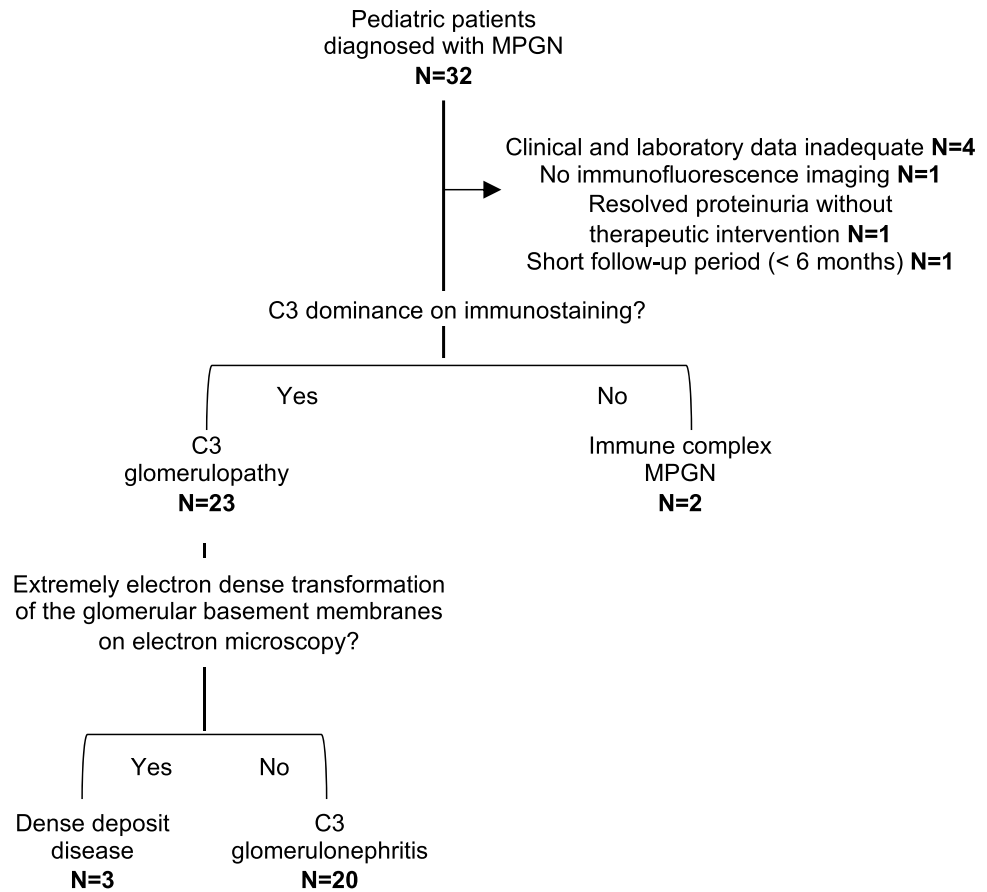 Pediatric patients
diagnosed with MPGN
N=32
Clinical and laboratory data inadequate N=4
No immunofluorescence imaging N=1
Resolved proteinuria without
therapeutic intervention N=1
Short follow-up period (< 6 months) N=1
C3 dominance on immunostaining?
Yes
No
C3
glomerulopathy
N=23
Immune complex
MPGN
N=2
Extremely electron dense transformation
of the glomerular basement membranes
on electron microscopy?
Yes
No
Dense deposit
disease
N=3
C3
glomerulonephritis
N=20